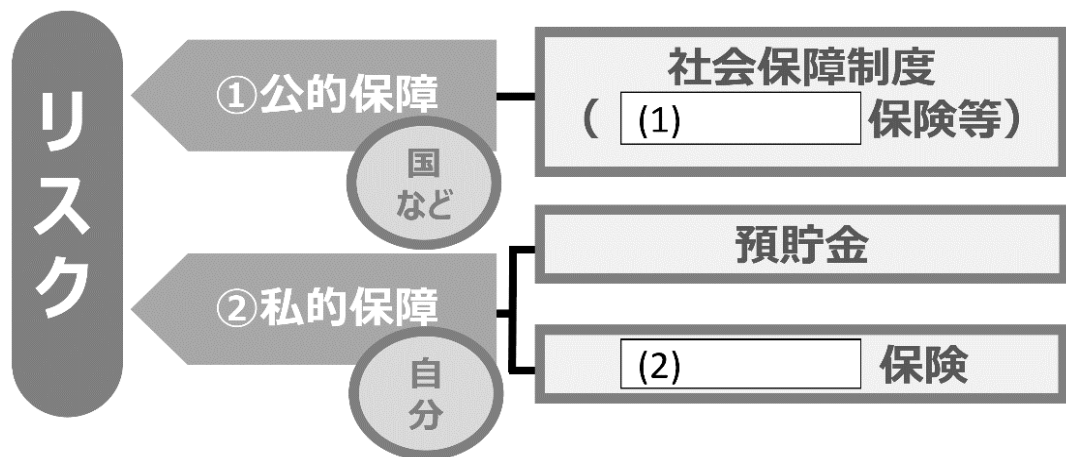 リスク
①公的保障
国
など
社会保障制度
( (1) 保険等)
②私的保障
自
分
預貯金
(2) 保険